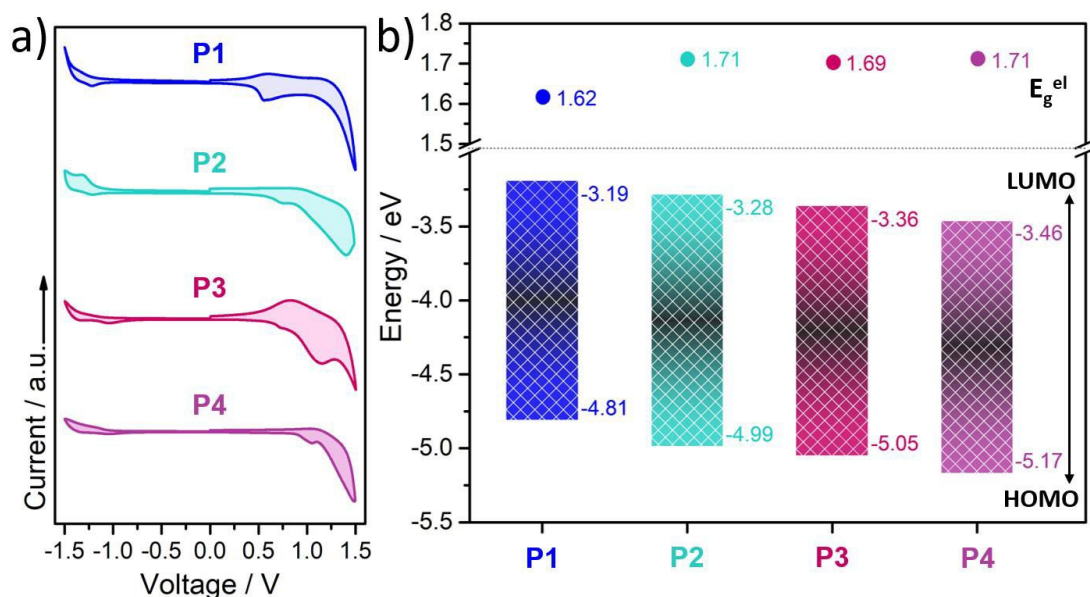 a)
P1
P2
P3
P4
Current / a.u.
-1.5 -1.0 -0.5 0.0 0.5 1.0 1.5
Voltage / V
b)
1.8
1.7
1.6
1.5
1.62
1.71
1.69
1.71
E_g^el
LUMO
-3.19
-3.28
-3.36
-3.46
-3.5
-4.0
-4.5
-5.0
-5.5
Energy / eV
-4.81
-4.99
-5.05
-5.17
HOMO
P1 P2 P3 P4